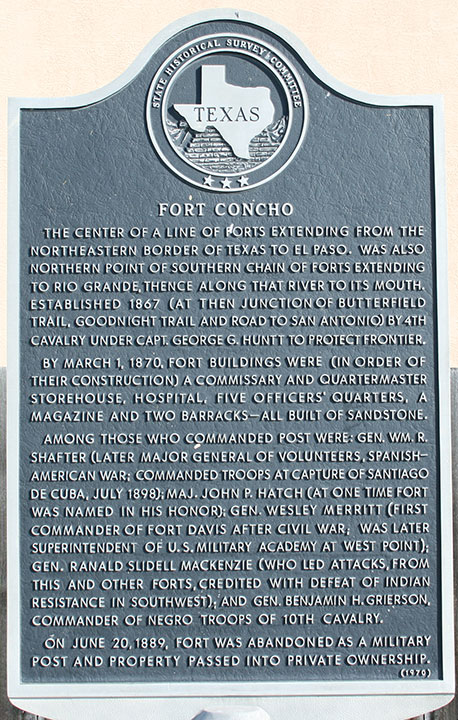 STATE HISTORICAL SURVEY COMMITTEE
TEXAS
FORT CONCHO
THE CENTER OF A LINE OF FORTS EXTENDING FROM THE
NORTHEASTERN BORDER OF TEXAS TO EL PASO. WAS ALSO
NORTHERN POINT OF SOUTHERN CHAIN OF FORTS EXTENDING
TO RIO GRANDE, THENCE ALONG THAT RIVER TO ITS MOUTH.
ESTABLISHED 1867 (AT THEN JUNCTION OF BUTTERFIELD
TRAIL, GOODNIGHT TRAIL AND ROAD TO SAN ANTONIO) BY 4TH
CAVALRY UNDER CAPT. GEORGE G. HUNTT TO PROTECT FRONTIER.
BY MARCH 1, 1870, FORT BUILDINGS WERE (IN ORDER OF
THEIR CONSTRUCTION) A COMMISSARY AND QUARTERMASTER
STOREHOUSE, HOSPITAL, FIVE OFFICERS' QUARTERS, A
MAGAZINE AND TWO BARRACKS—ALL BUILT OF SANDSTONE.
AMONG THOSE WHO COMMANDED POST WERE: GEN. WM. R.
SHAFTER (LATER MAJOR GENERAL OF VOLUNTEERS, SPANISH-
AMERICAN WAR; COMMANDED TROOPS AT CAPTURE OF SANTIAGO
DE CUBA, JULY 1898); MAJ. JOHN P. HATCH (AT ONE TIME FORT
WAS NAMED IN HIS HONOR); GEN. WESLEY MERRITT (FIRST
COMMANDER OF FORT DAVIS AFTER CIVIL WAR; WAS LATER
SUPERINTENDENT OF U.S. MILITARY ACADEMY AT WEST POINT);
GEN. RANALD SLIDELL MACKENZIE (WHO LED ATTACKS, FROM
THIS AND OTHER FORTS, CREDITED WITH DEFEAT OF INDIAN
RESISTANCE IN SOUTHWEST); AND GEN. BENJAMIN H. GRIERSON,
COMMANDER OF NEGRO TROOPS OF 10TH CAVALRY.
ON JUNE 20, 1889, FORT WAS ABANDONED AS A MILITARY
POST AND PROPERTY PASSED INTO PRIVATE OWNERSHIP.
(1970)